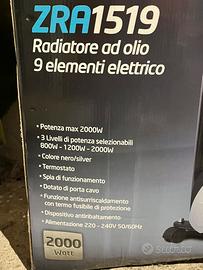 ZRA1519
Radiatore ad olio
9 elementi elettrico
• Potenza max 2000W
• 3 Livelli di potenza selezionabili
800W - 1200W - 2000W
• Colore nero/silver
• Termostato
• Spia di funzionamento
• Dotato di porta cavo
• Funzione antisurriscaldamento
con termo fusibile di protezione
• Dispositivo antiribaltamento
• Alimentazione 220 - 240V 50/60Hz
2000
Watt
subito